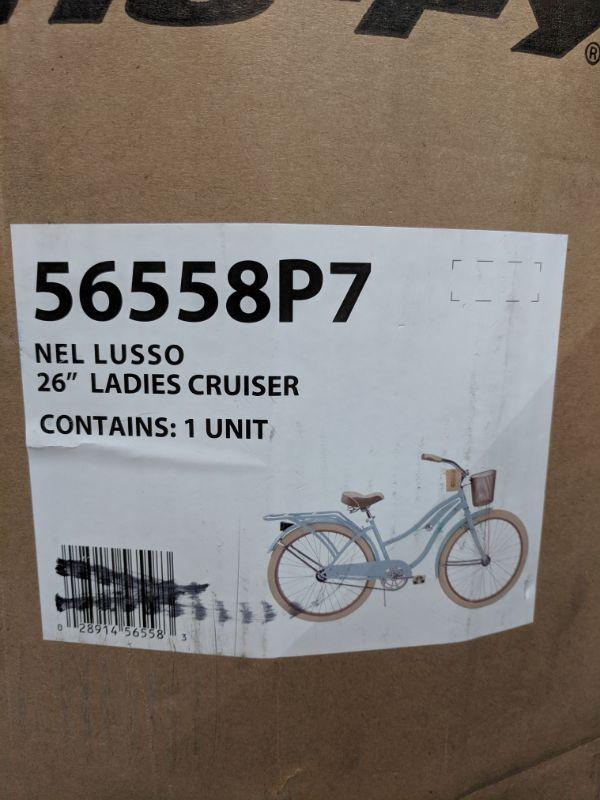 ®
56558P7
NEL LUSSO
26” LADIES CRUISER
CONTAINS: 1 UNIT
0 28914 56558 3